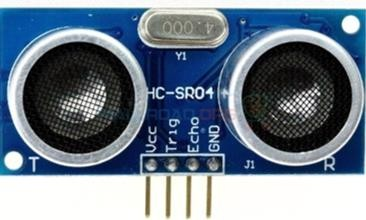 4.000
Y1
HC-SR04
Vcc
Trig
Echo
GND
T
J1
R